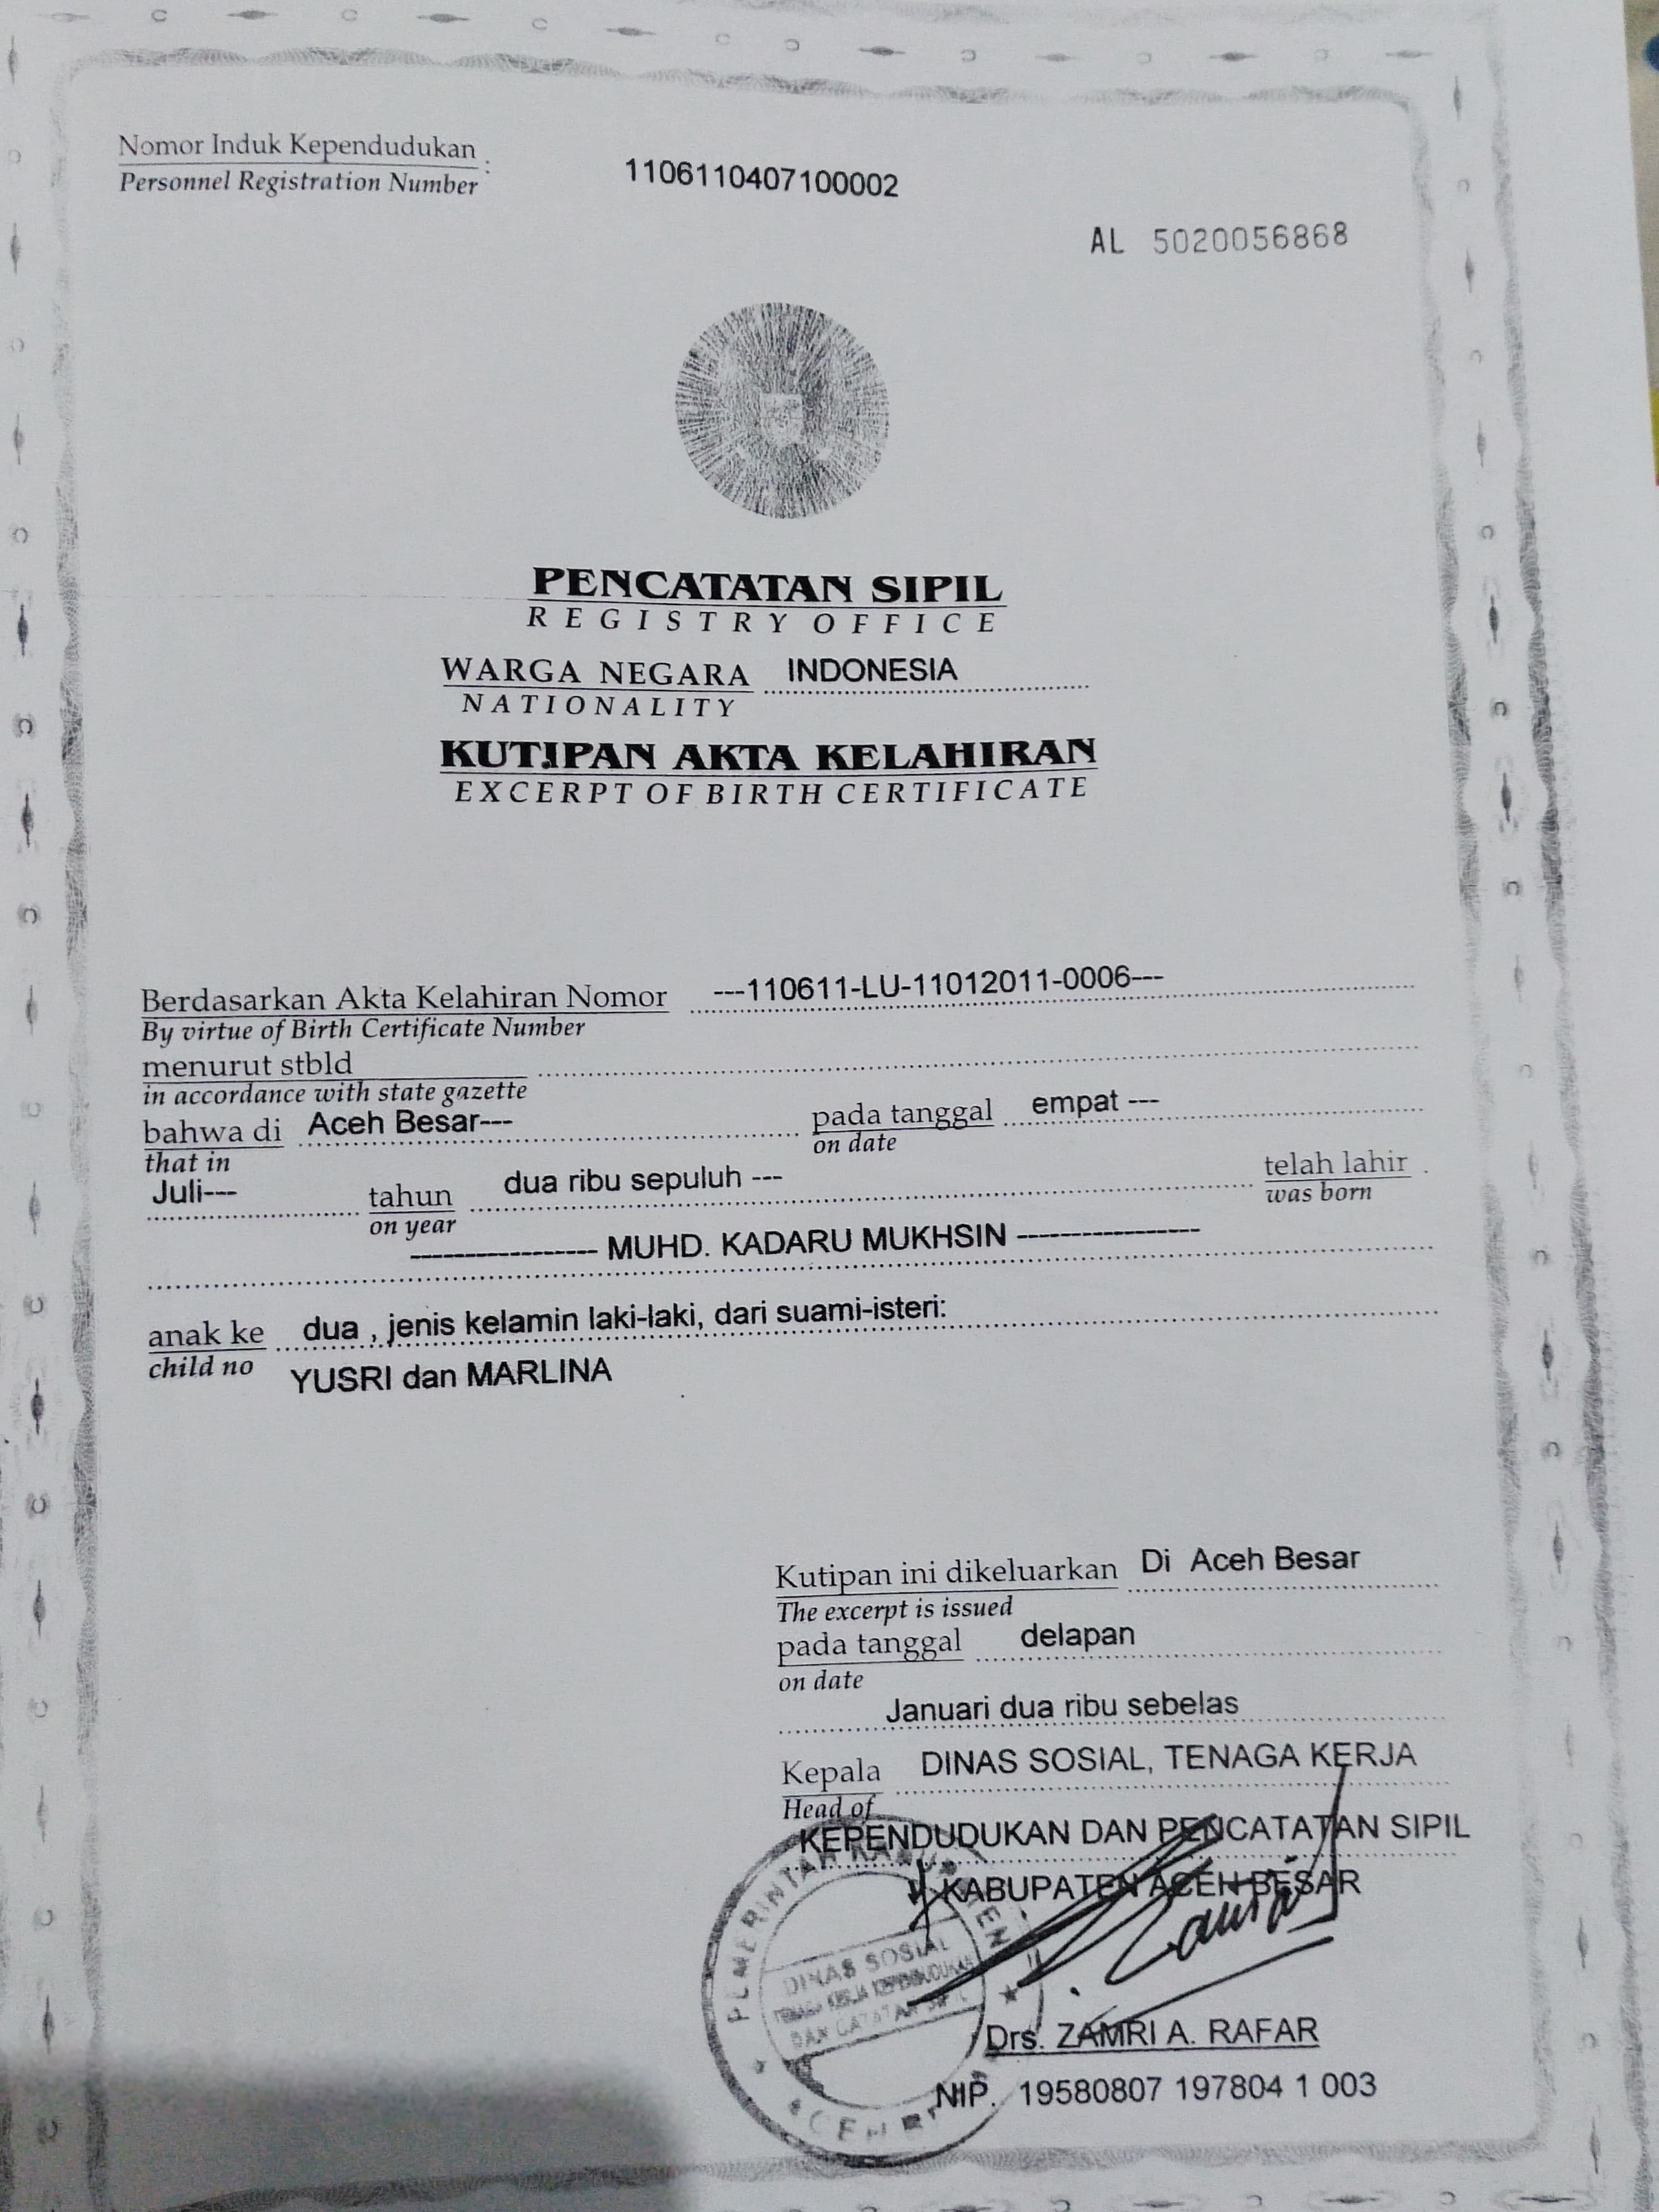 Nomor Induk Kependudukan : 1106110407100002
Personnel Registration Number
AL 5020056868
PENCATATAN SIPIL
REGISTRY OFFICE
WARGA NEGARA INDONESIA
NATIONALITY
KUTIPAN AKTA KELAHIRAN
EXCERPT OF BIRTH CERTIFICATE
Berdasarkan Akta Kelahiran Nomor ---110611-LU-11012011-0006---
By virtue of Birth Certificate Number
menurut stbld
in accordance with state gazette
bahwa di Aceh Besar--- pada tanggal empat ---
that in on date
Juli--- tahun dua ribu sepuluh --- telah lahir
on year was born
----------------- MUHD. KADARU MUKHSIN -----------------
anak ke dua , jenis kelamin laki-laki, dari suami-isteri:
child no YUSRI dan MARLINA
Kutipan ini dikeluarkan Di Aceh Besar
The excerpt is issued
pada tanggal delapan
on date
Januari dua ribu sebelas
Kepala DINAS SOSIAL, TENAGA KERJA
Head of
KEPENDUDUKAN DAN PENCATATAN SIPIL
KABUPATEN ACEH BESAR
PEMERINTAH KABUPATEN
DINAS SOSIAL
TENAGA KERJA KEPENDUDUKAN
DAN CATATAN SIPIL
Drs. ZAMRI A. RAFAR
NIP. 19580807 197804 1 003